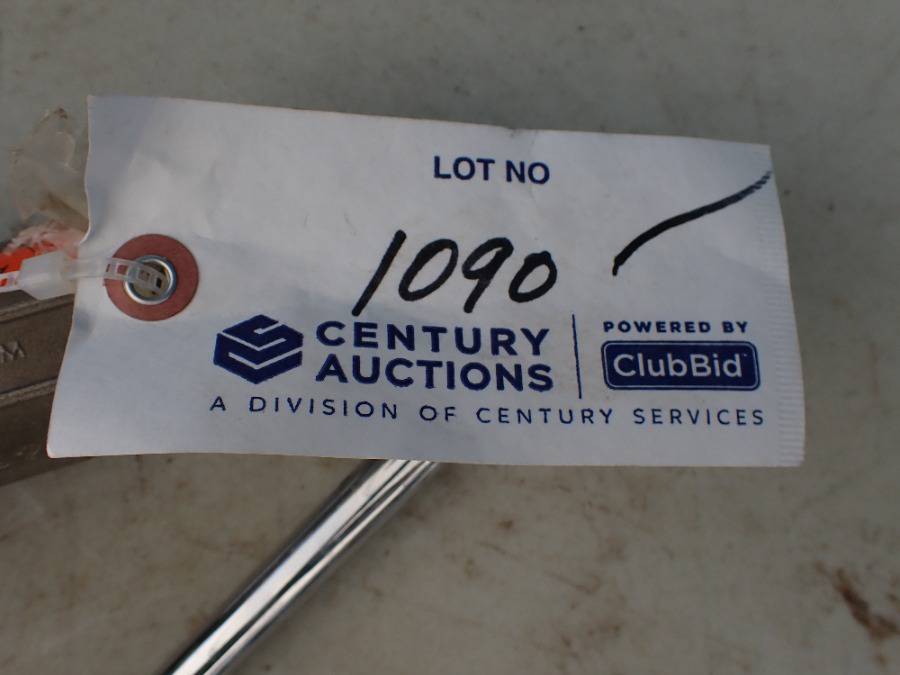 LOT NO
1090
CENTURY
AUCTIONS
POWERED BY
ClubBid
A DIVISION OF CENTURY SERVICES
M